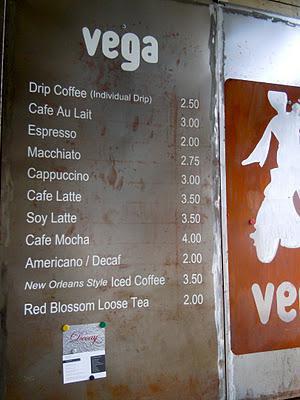 vega
Drip Coffee (Individual Drip) 2.50
Cafe Au Lait 3.00
Espresso 2.00
Macchiato 2.75
Cappuccino 3.00
Cafe Latte 3.50
Soy Latte 3.50
Cafe Mocha 4.00
Americano / Decaf 2.00
New Orleans Style Iced Coffee 3.50
Red Blossom Loose Tea 2.00
Decay
ve